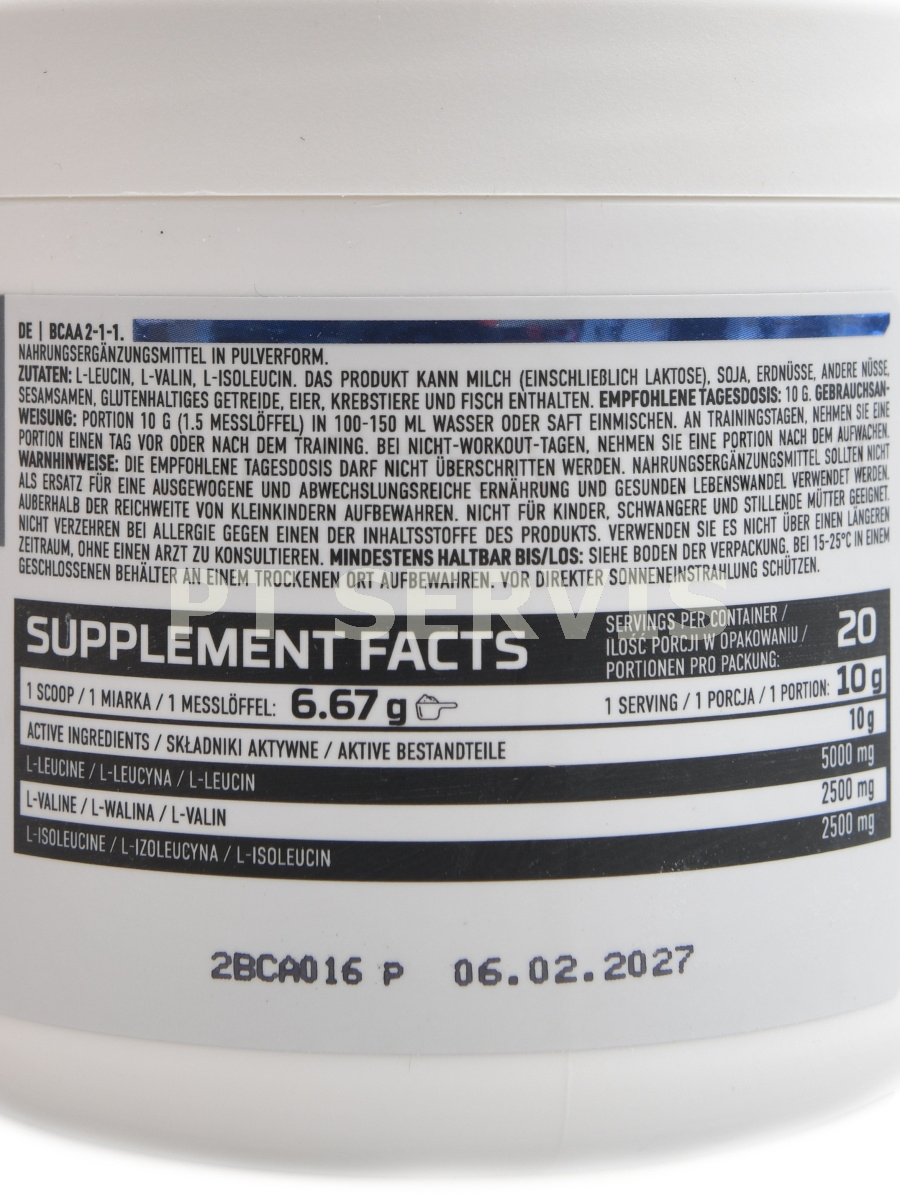 DE | BCAA 2-1-1.
NAHRUNGSERGÄNZUNGSMITTEL IN PULVERFORM.
ZUTATEN: L-LEUCIN, L-VALIN, L-ISOLEUCIN. DAS PRODUKT KANN MILCH (EINSCHLIEßLICH LAKTOSE), SOJA, ERDNÜSSE, ANDERE NÜSSE,
SESAMSAMEN, GLUTENHALTIGES GETREIDE, EIER, KREBSTIERE UND FISCH ENTHALTEN. EMPFOHLENE TAGESDOSIS: 10 G. GEBRAUCHSAN-
WEISUNG: PORTION 10 G (1.5 MESSLÖFFEL) IN 100-150 ML WASSER ODER SAFT EINMISCHEN. AN TRAININGSTAGEN, NEHMEN SIE EINE
PORTION EINEN TAG VOR ODER NACH DEM TRAINING. BEI NICHT-WORKOUT-TAGEN, NEHMEN SIE EINE PORTION NACH DEM AUFWACHEN.
WARNHINWEISE: DIE EMPFOHLENE TAGESDOSIS DARF NICHT ÜBERSCHRITTEN WERDEN. NAHRUNGSERGÄNZUNGSMITTEL SOLLTEN NICHT
ALS ERSATZ FÜR EINE AUSGEWOGENE UND ABWECHSLUNGSREICHE ERNÄHRUNG UND GESUNDEN LEBENSWANDEL VERWENDET WERDEN.
AUßERHALB DER REICHWEITE VON KLEINKINDERN AUFBEWAHREN. NICHT FÜR KINDER, SCHWANGERE UND STILLENDE MÜTTER GEEIGNET.
NICHT VERZEHREN BEI ALLERGIE GEGEN EINEN DER INHALTSSTOFFE DES PRODUKTS. VERWENDEN SIE ES NICHT ÜBER EINEN LÄNGEREN
ZEITRAUM, OHNE EINEN ARZT ZU KONSULTIEREN. MINDESTENS HALTBAR BIS/LOS: SIEHE BODEN DER VERPACKUNG. BEI 15-25°C IN EINEM
GESCHLOSSENEN BEHÄLTER AN EINEM TROCKENEN ORT AUFBEWAHREN. VOR DIREKTER SONNENEINSTRAHLUNG SCHÜTZEN.
PT SERVIS
SUPPLEMENT FACTS
SERVINGS PER CONTAINER /
ILOŚĆ PORCJI W OPAKOWANIU /
PORTIONEN PRO PACKUNG:
20
1 SCOOP / 1 MIARKA / 1 MESSLÖFFEL: 6.67 g
1 SERVING / 1 PORCJA / 1 PORTION: 10 g
ACTIVE INGREDIENTS / SKŁADNIKI AKTYWNE / AKTIVE BESTANDTEILE 10 g
L-LEUCINE / L-LEUCYNA / L-LEUCIN 5000 mg
L-VALINE / L-WALINA / L-VALIN 2500 mg
L-ISOLEUCINE / L-IZOLEUCYNA / L-ISOLEUCIN 2500 mg
2BCA016 P 06.02.2027